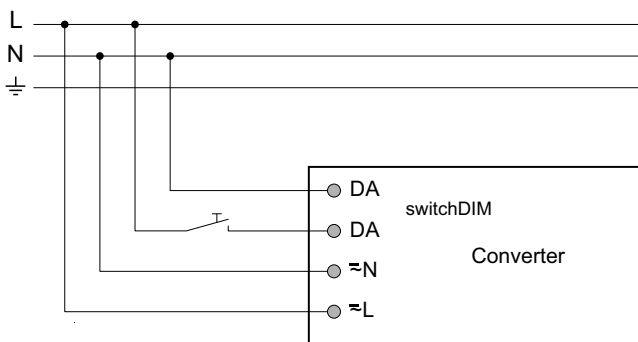 L
N
DA
switchDIM
DA
Converter
≂N
≂L